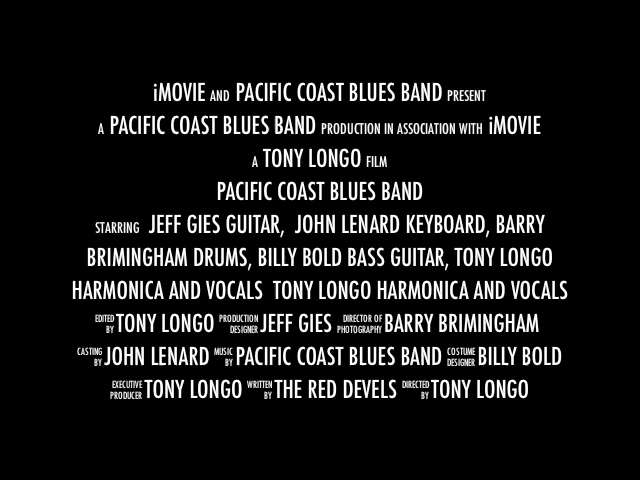 iMOVIE AND PACIFIC COAST BLUES BAND PRESENT
A PACIFIC COAST BLUES BAND PRODUCTION IN ASSOCIATION WITH iMOVIE
A TONY LONGO FILM
PACIFIC COAST BLUES BAND
STARRING JEFF GIES GUITAR, JOHN LENARD KEYBOARD, BARRY
BRIMINGHAM DRUMS, BILLY BOLD BASS GUITAR, TONY LONGO
HARMONICA AND VOCALS TONY LONGO HARMONICA AND VOCALS
EDITED BY TONY LONGO PRODUCTION DESIGNER JEFF GIES DIRECTOR OF PHOTOGRAPHY BARRY BRIMINGHAM
CASTING BY JOHN LENARD MUSIC BY PACIFIC COAST BLUES BAND COSTUME DESIGNER BILLY BOLD
EXECUTIVE PRODUCER TONY LONGO WRITTEN BY THE RED DEVELS DIRECTED BY TONY LONGO